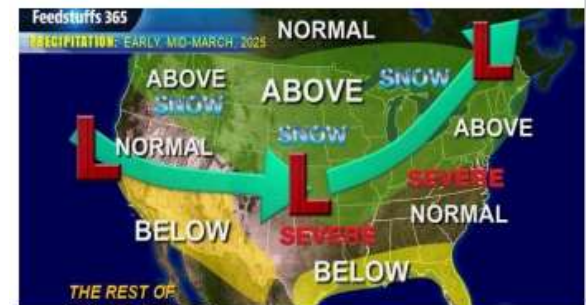 Feedstuffs 365
PRECIPITATION: EARLY, MID-MARCH, 2025
NORMAL
ABOVE
SNOW
ABOVE
SNOW
L
SNOW
ABOVE
L
NORMAL
L
SEVERE
NORMAL
BELOW
SEVERE
BELOW
THE REST OF